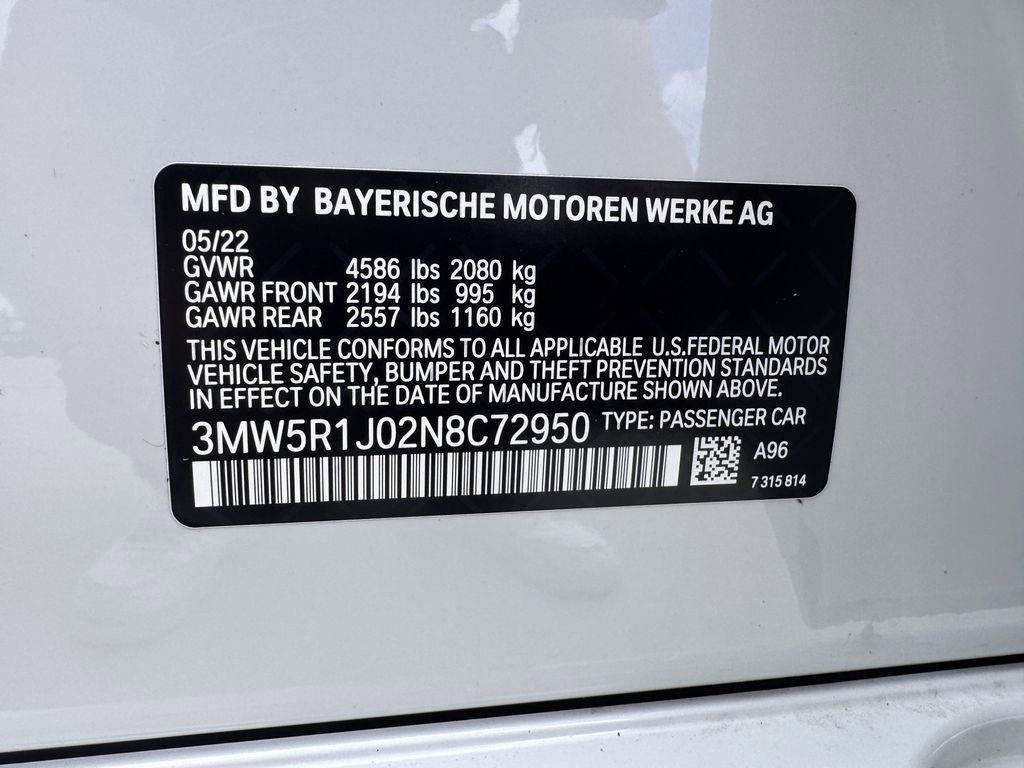 MFD BY BAYERISCHE MOTOREN WERKE AG
05/22
GVWR 4586 lbs 2080 kg
GAWR FRONT 2194 lbs 995 kg
GAWR REAR 2557 lbs 1160 kg
THIS VEHICLE CONFORMS TO ALL APPLICABLE U.S.FEDERAL MOTOR
VEHICLE SAFETY, BUMPER AND THEFT PREVENTION STANDARDS
IN EFFECT ON THE DATE OF MANUFACTURE SHOWN ABOVE.
3MW5R1J02N8C72950 TYPE: PASSENGER CAR
A96
7 315 814